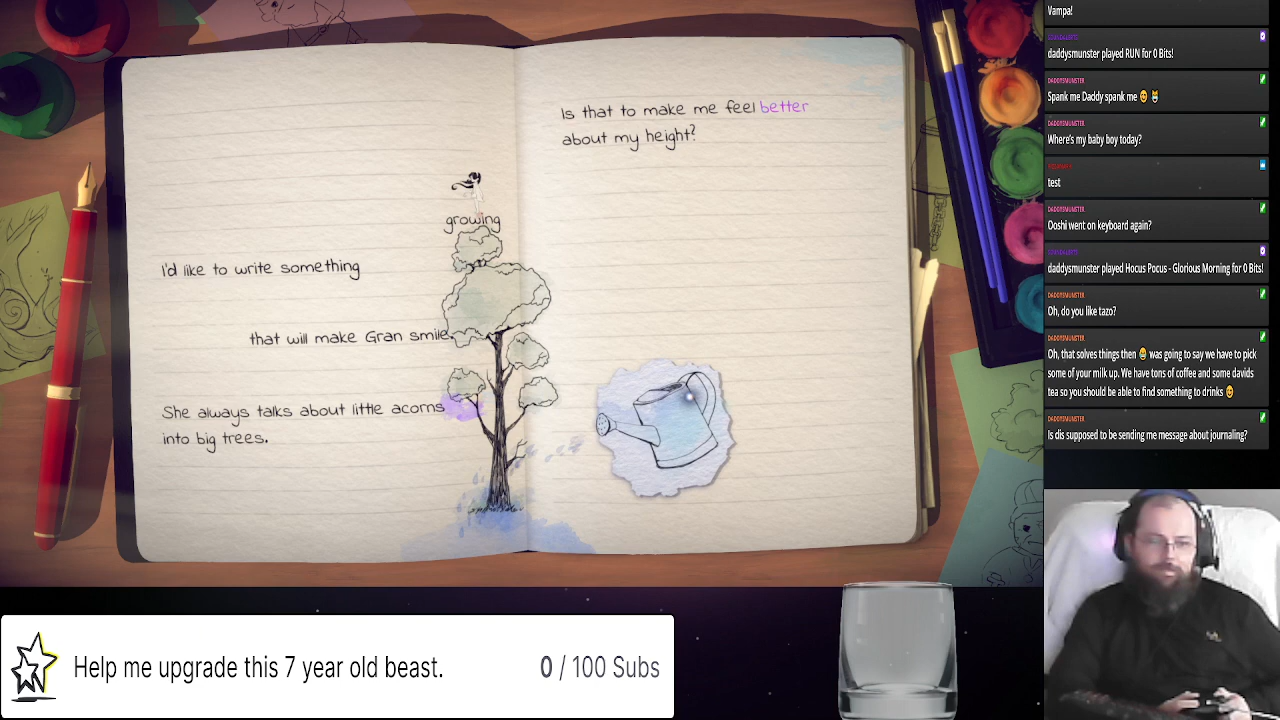 Is that to make me feel better
about my height?
growing
I'd like to write something
that will make Gran smile.
She always talks about little acorns
into big trees.
Vampa!
daddysmunster played RUN for 0 Bits!
DADDYSMUNSTER
Spank me Daddy spank me
DADDYSMUNSTER
Where's my baby boy today?
test
DADDYSMUNSTER
Ooshi went on keyboard again?
daddysmunster played Hocus Pocus - Glorious Morning for 0 Bits!
DADDYSMUNSTER
Oh, do you like tazo?
DADDYSMUNSTER
Oh, that solves things then was going to say we have to pick
some of your milk up. We have tons of coffee and some davids
tea so you should be able to find something to drinks
DADDYSMUNSTER
Is dis supposed to be sending me message about journaling?
Help me upgrade this 7 year old beast.
0 / 100 Subs